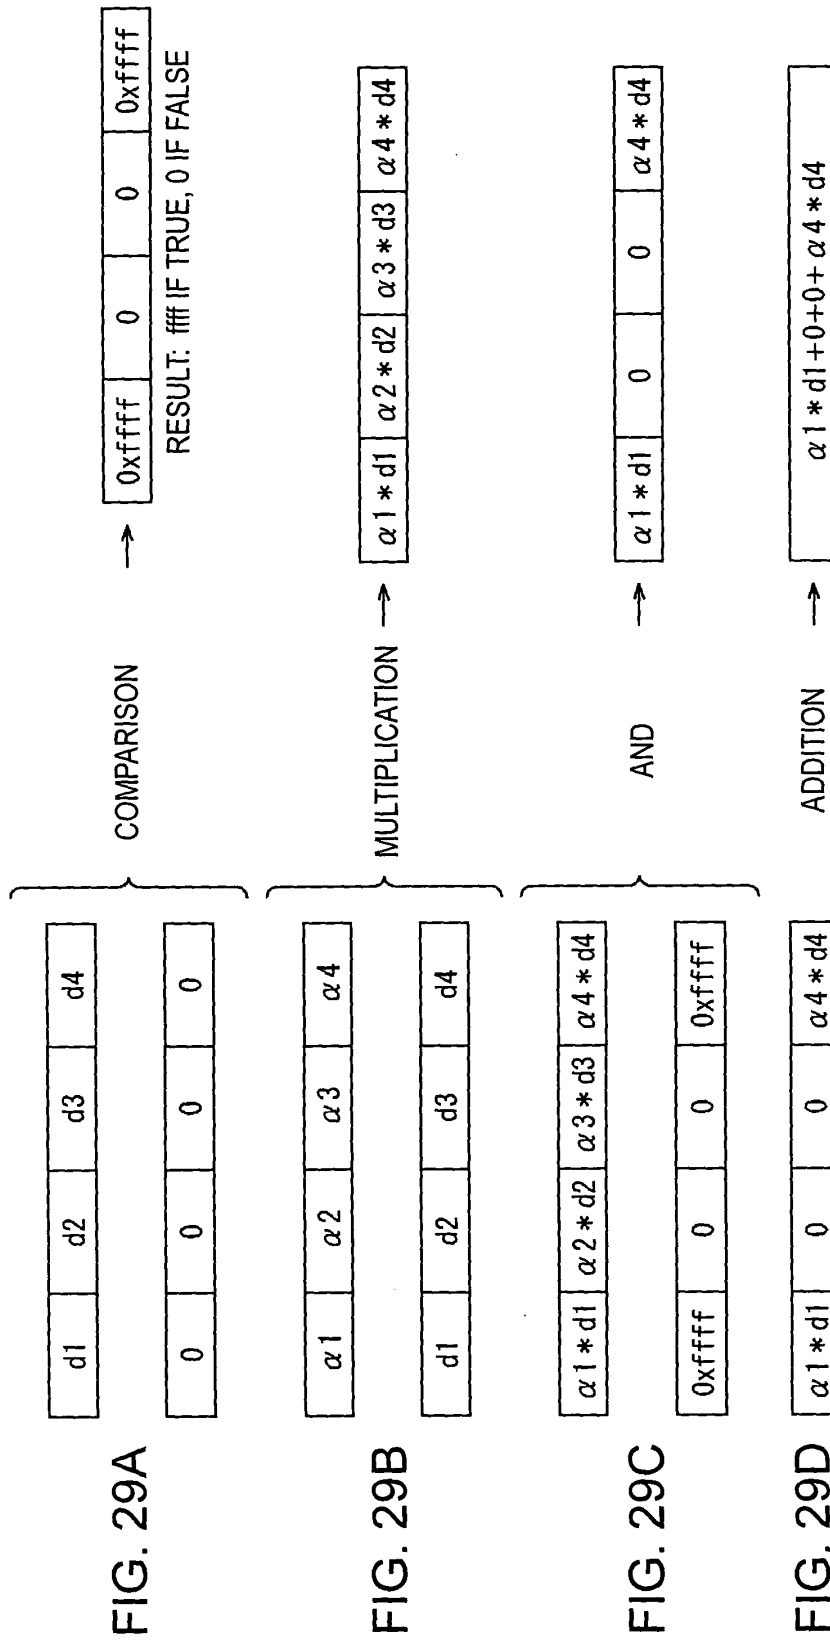 FIG. 29A
d1 d2 d3 d4
0 0 0 0
COMPARISON → 0xffff 0 0 0xffff
RESULT: ffff IF TRUE, 0 IF FALSE
FIG. 29B
α1 α2 α3 α4
d1 d2 d3 d4
MULTIPLICATION → α1*d1 α2*d2 α3*d3 α4*d4
FIG. 29C
α1*d1 α2*d2 α3*d3 α4*d4
0xffff 0 0 0xffff
AND → α1*d1 0 0 α4*d4
FIG. 29D
α1*d1 0 0 α4*d4
ADDITION → α1*d1+0+0+α4*d4